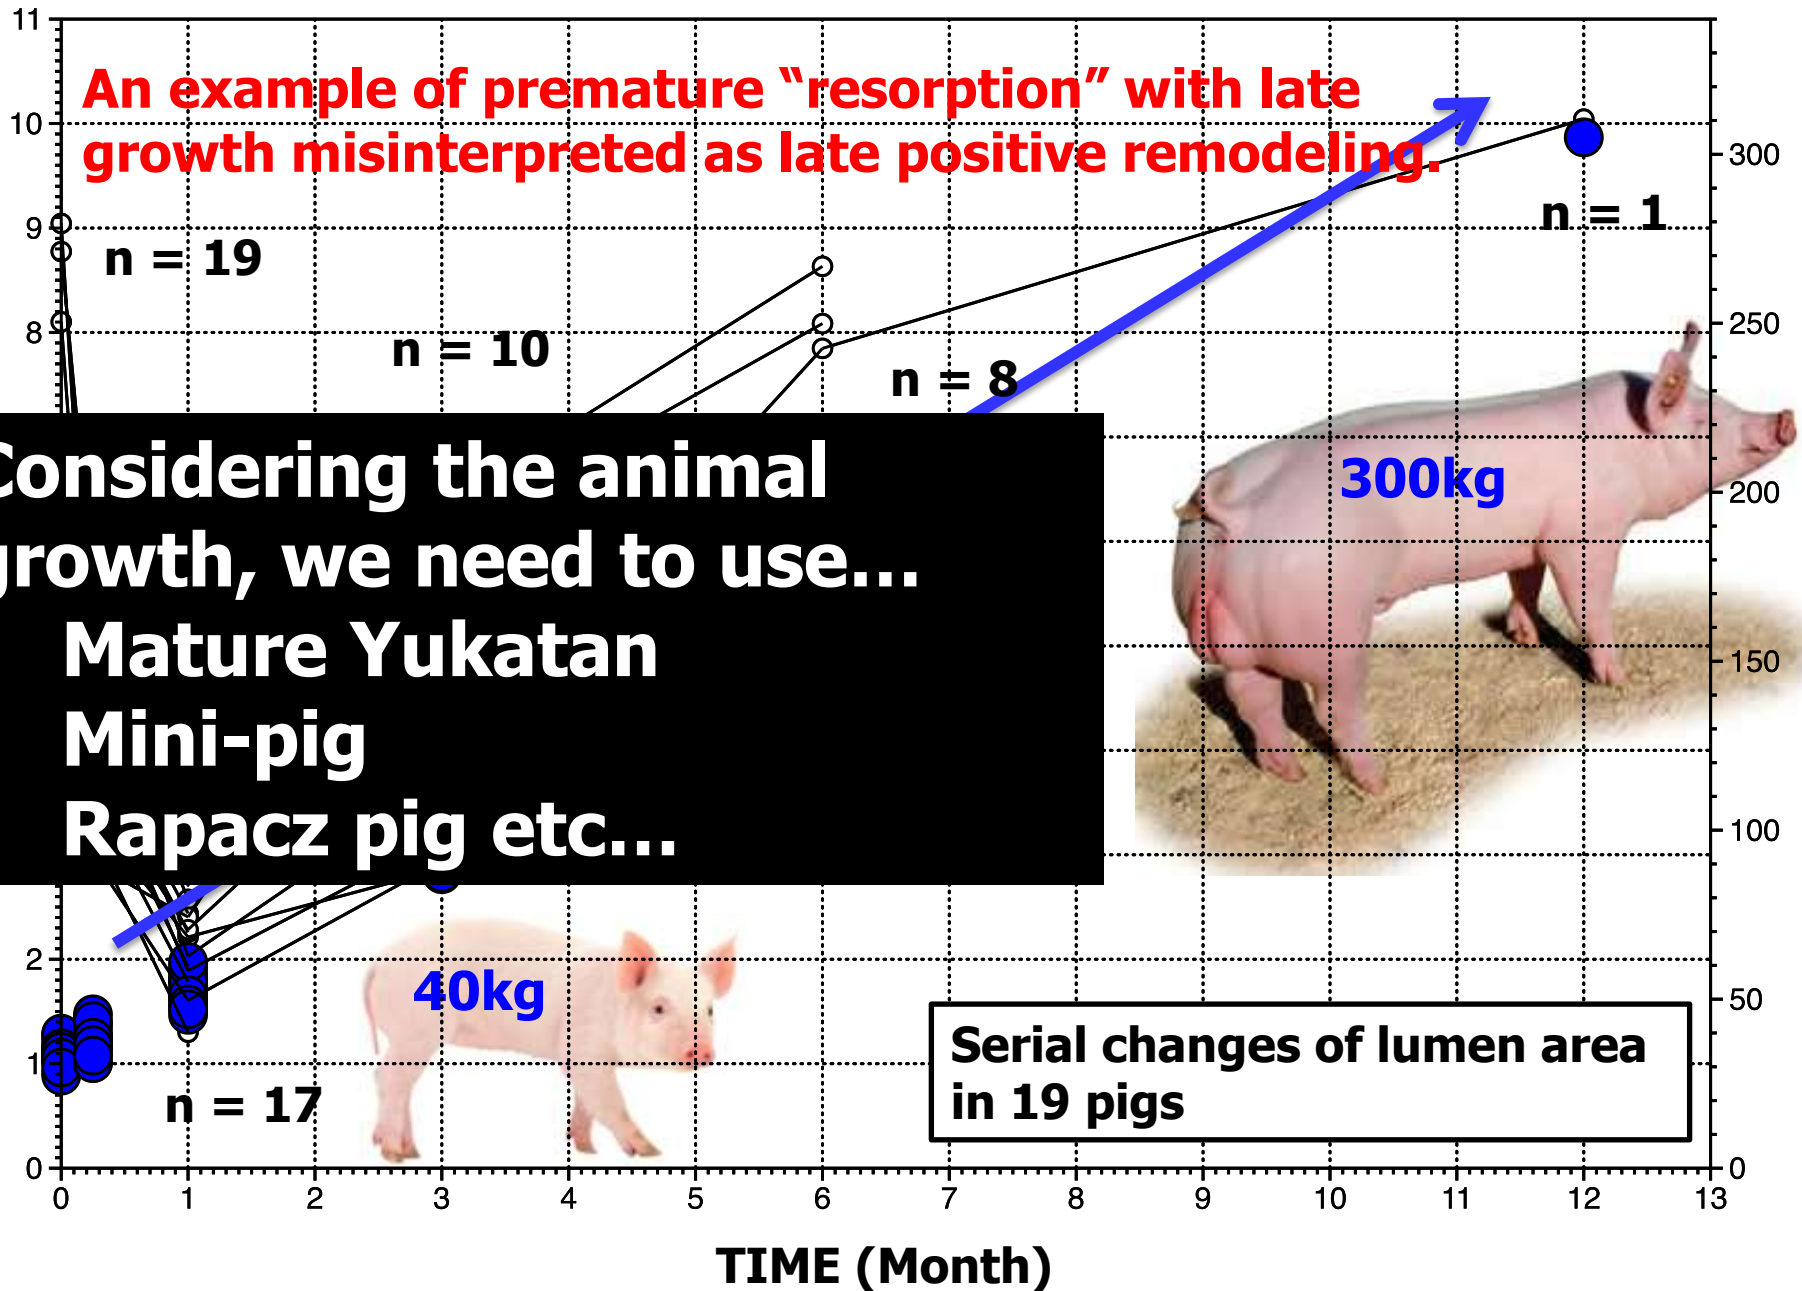 11
An example of premature “resorption” with late
growth misinterpreted as late positive remodeling.
10
300
9
n = 1
n = 19
8
250
n = 10
n = 8
Considering the animal
growth, we need to use...
Mature Yukatan
Mini-pig
Rapacz pig etc...
300kg
200
150
100
2
40kg
50
Serial changes of lumen area
in 19 pigs
1
n = 17
0
0
0 1 2 3 4 5 6 7 8 9 10 11 12 13
TIME (Month)